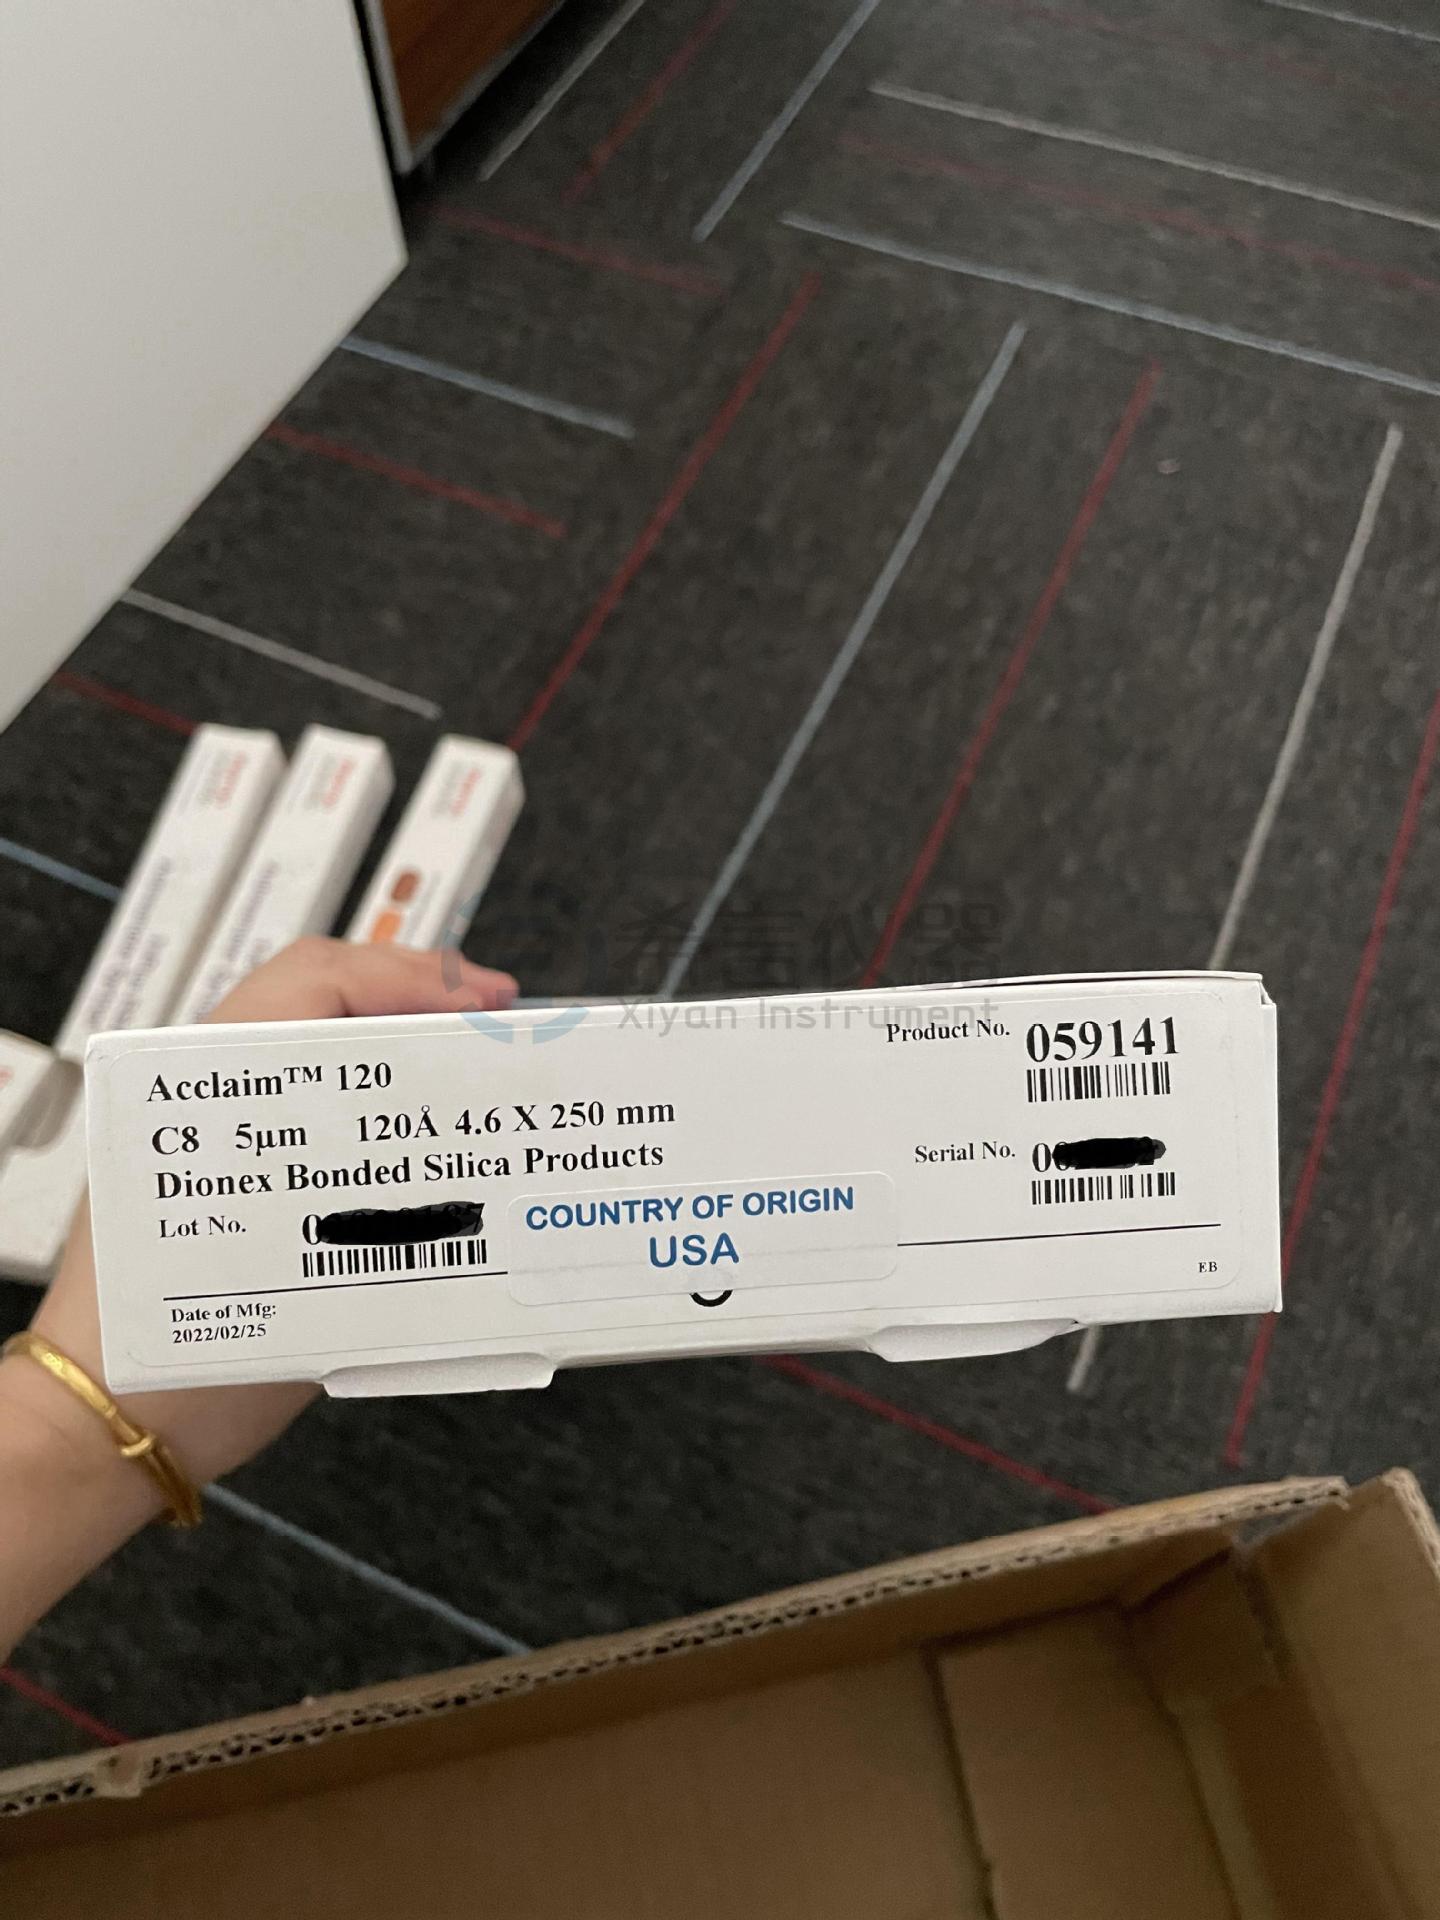 希言仪器
Xiyan Instrument
Acclaim™ 120
C8 5µm 120Å 4.6 X 250 mm
Dionex Bonded Silica Products
Lot No.
Product No. 059141
Serial No.
COUNTRY OF ORIGIN
USA
EB
Date of Mfg:
2022/02/25